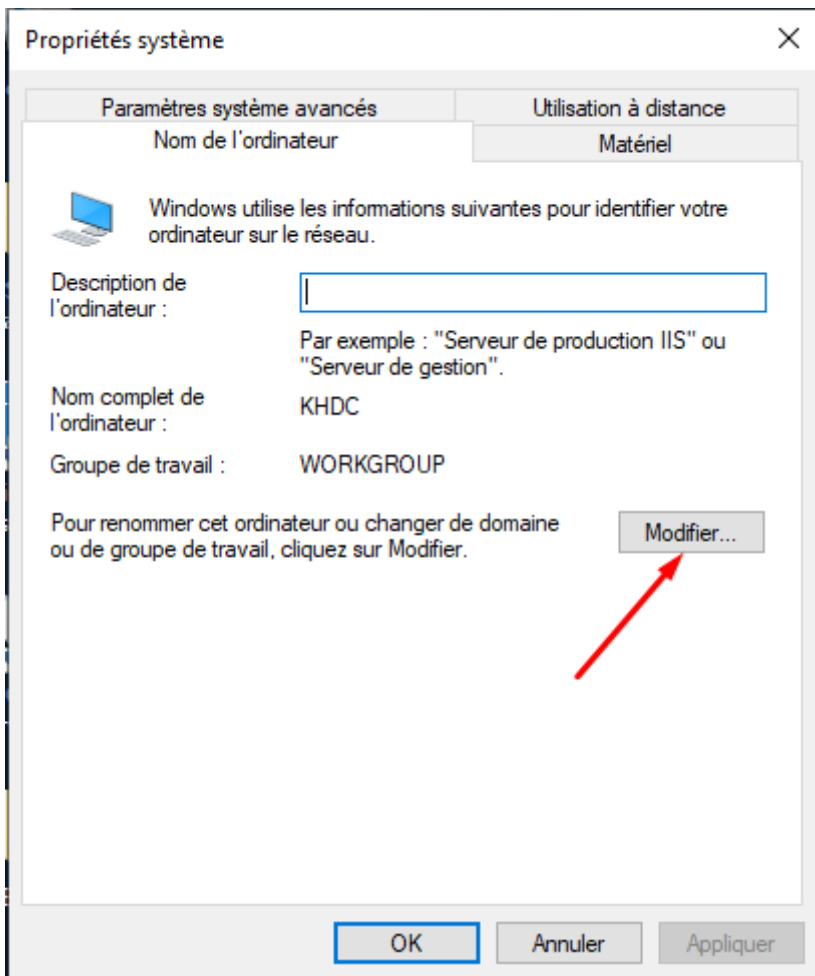 Propriétés système
Paramètres système avancés
Utilisation à distance
Nom de l'ordinateur
Matériel
Windows utilise les informations suivantes pour identifier votre
ordinateur sur le réseau.
Description de
l'ordinateur :
Par exemple : "Serveur de production IIS" ou
"Serveur de gestion".
Nom complet de
l'ordinateur :
KHDC
Groupe de travail :
WORKGROUP
Pour renommer cet ordinateur ou changer de domaine
ou de groupe de travail, cliquez sur Modifier.
Modifier...
OK
Annuler
Appliquer